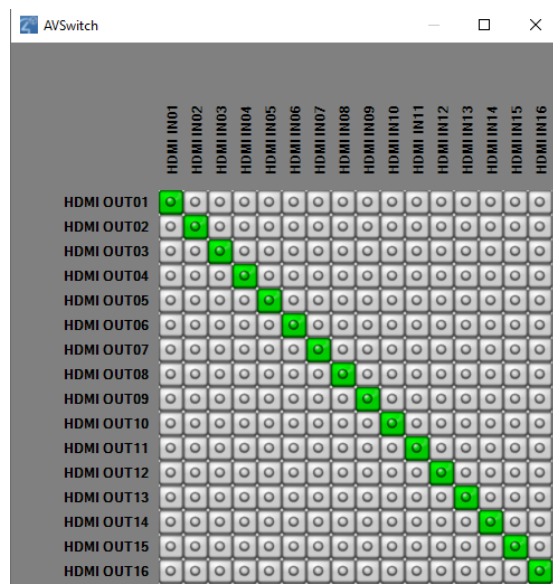 AVSwitch
HDMI IN01
HDMI IN02
HDMI IN03
HDMI IN04
HDMI IN05
HDMI IN06
HDMI IN07
HDMI IN08
HDMI IN09
HDMI IN10
HDMI IN11
HDMI IN12
HDMI IN13
HDMI IN14
HDMI IN15
HDMI IN16
HDMI OUT01
HDMI OUT02
HDMI OUT03
HDMI OUT04
HDMI OUT05
HDMI OUT06
HDMI OUT07
HDMI OUT08
HDMI OUT09
HDMI OUT10
HDMI OUT11
HDMI OUT12
HDMI OUT13
HDMI OUT14
HDMI OUT15
HDMI OUT16